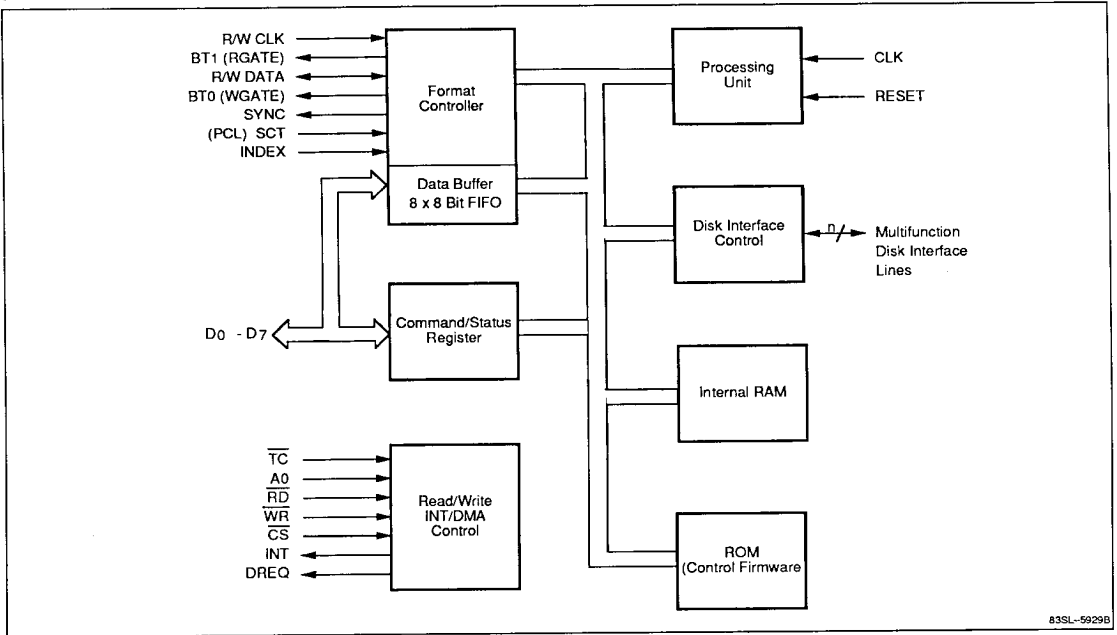 R/W CLK
BT1 (RGATE)
R/W DATA
BT0 (WGATE)
SYNC
(PCL) SCT
INDEX
Format
Controller
Data Buffer
8 x 8 Bit FIFO
Processing
Unit
CLK
RESET
Disk Interface
Control
n/
Multifunction
Disk Interface
Lines
D0 - D7
Command/Status
Register
Internal RAM
TC
A0
RD
WR
CS
INT
DREQ
Read/Write
INT/DMA
Control
ROM
(Control Firmware
83SL-5929B